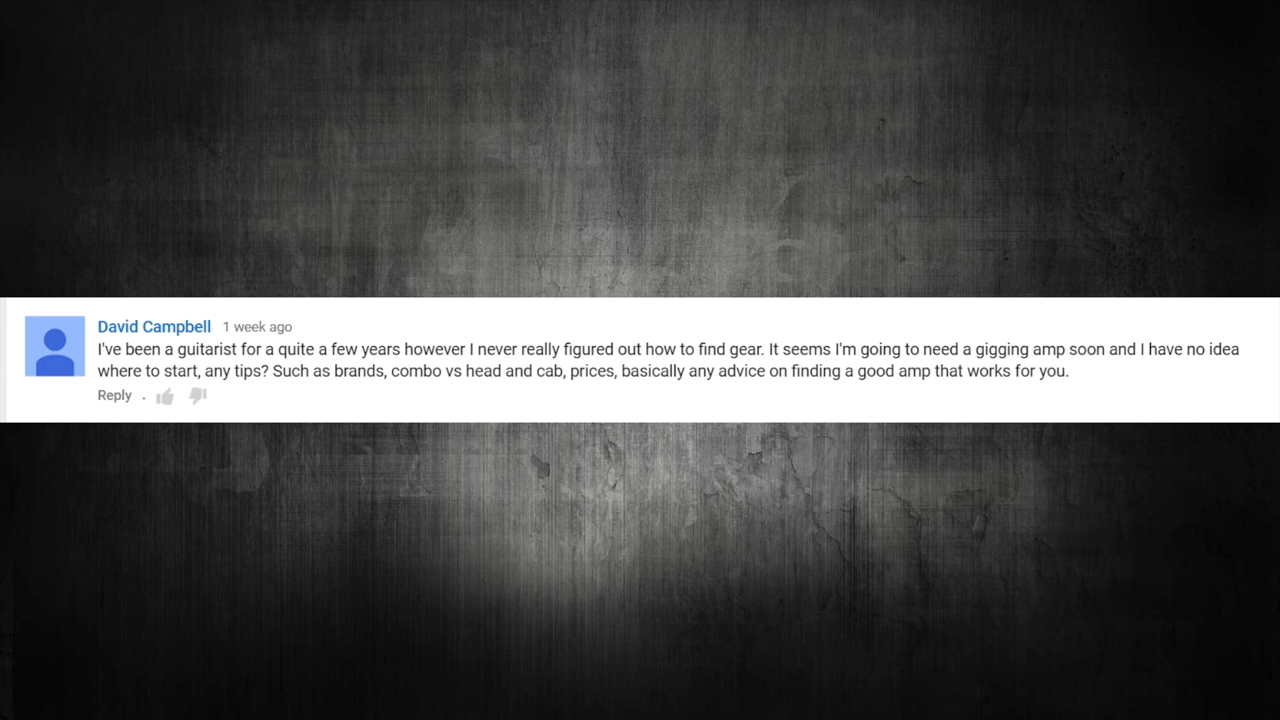 David Campbell 1 week ago
I've been a guitarist for a quite a few years however I never really figured out how to find gear. It seems I'm going to need a gigging amp soon and I have no idea
where to start, any tips? Such as brands, combo vs head and cab, prices, basically any advice on finding a good amp that works for you.
Reply .